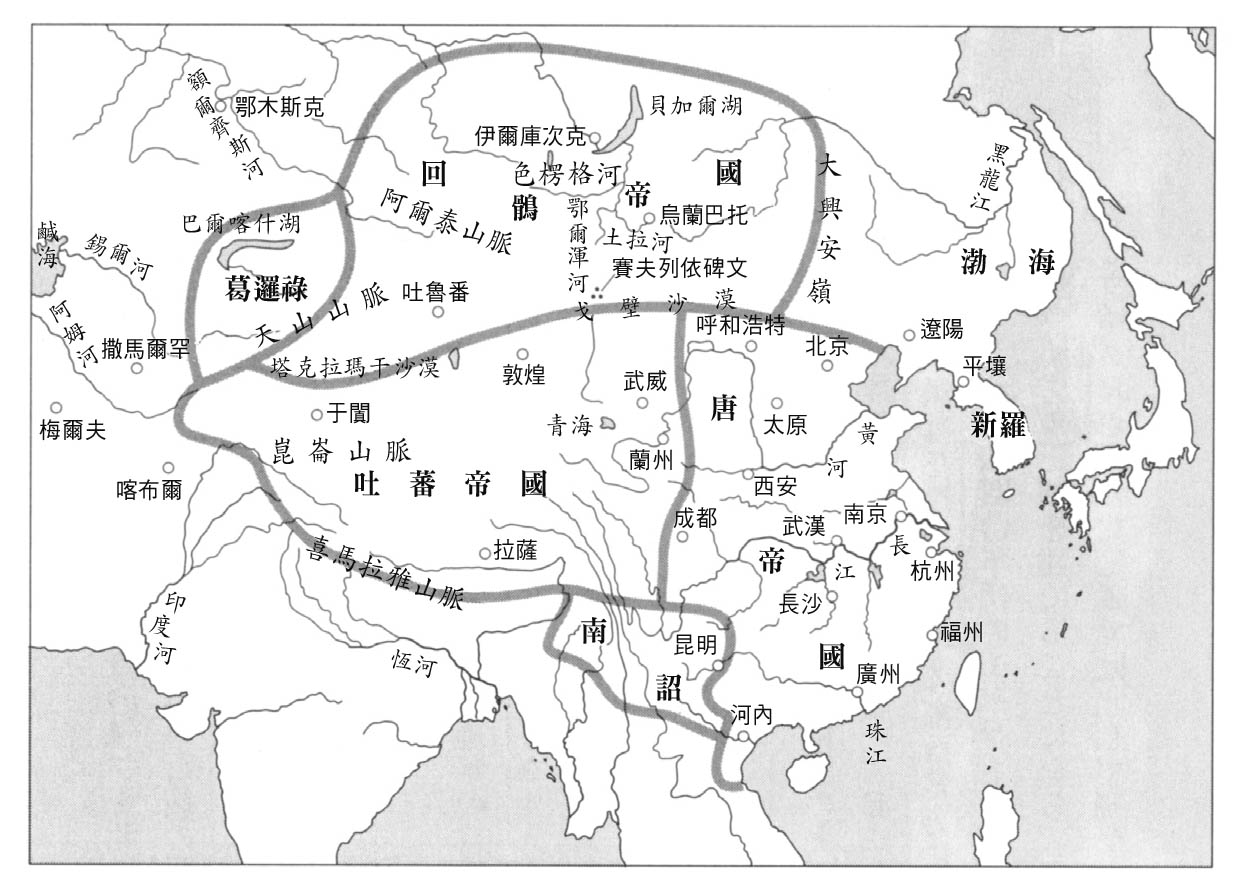 額爾齊斯河
鄂木斯克
貝加爾湖
伊爾庫次克
回鶻帝國
色楞格河
大興安嶺
黑龍江
阿爾泰山脈
鄂爾渾河
烏蘭巴托
土拉河
巴爾喀什湖
鹹海
錫爾河
賽夫列依碑文
渤海
葛邏祿
吐魯番
天山山脈
戈壁沙漠
阿姆河
撒馬爾罕
呼和浩特
北京
遼陽
塔克拉瑪干沙漠
敦煌
平壤
武威
梅爾夫
于闐
青海
唐帝國
太原
黃河
新羅
崑崙山脈
蘭州
喀布爾
吐蕃帝國
西安
成都
武漢
南京
喜馬拉雅山脈
拉薩
長江
杭州
長沙
印度河
南詔
昆明
福州
恆河
廣州
河內
珠江